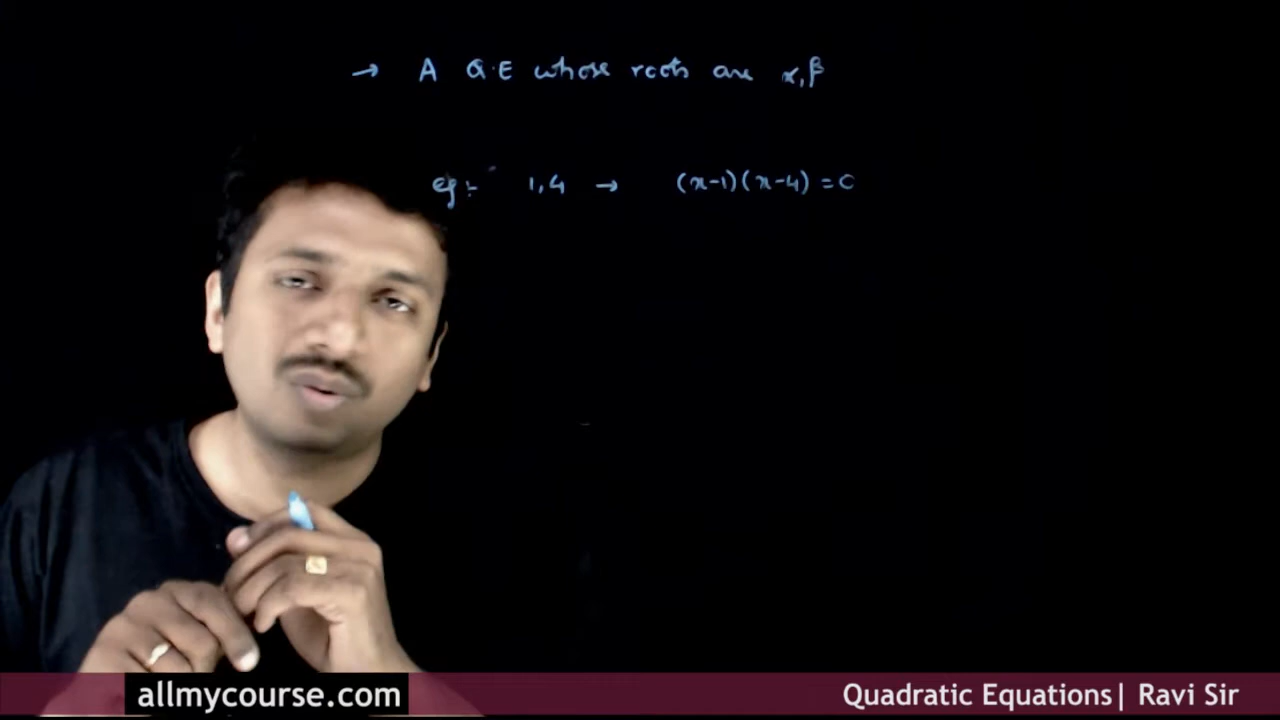 → A Q.E whose roots are α, β
eg :- 1, 4 → (x-1)(x-4) = 0
allmycourse.com
Quadratic Equations| Ravi Sir